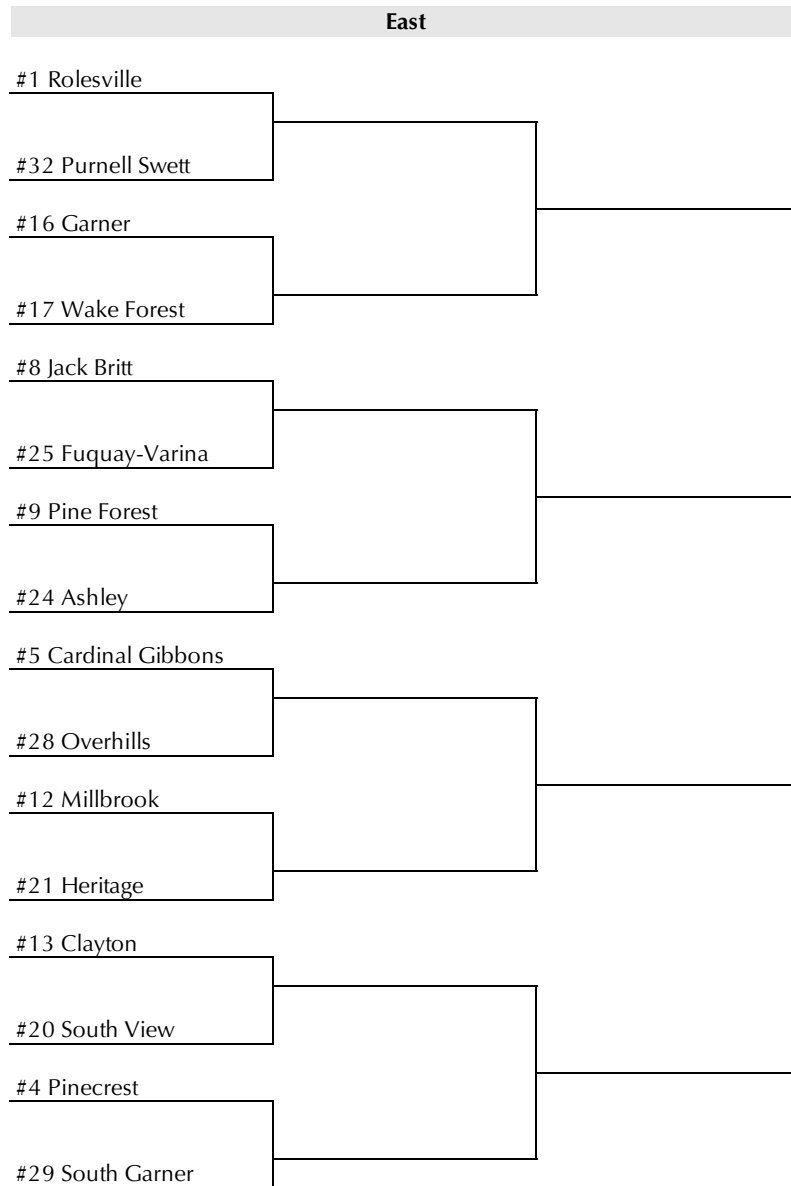 East
#1 Rolesville
#32 Purnell Swett
#16 Garner
#17 Wake Forest
#8 Jack Britt
#25 Fuquay-Varina
#9 Pine Forest
#24 Ashley
#5 Cardinal Gibbons
#28 Overhills
#12 Millbrook
#21 Heritage
#13 Clayton
#20 South View
#4 Pinecrest
#29 South Garner